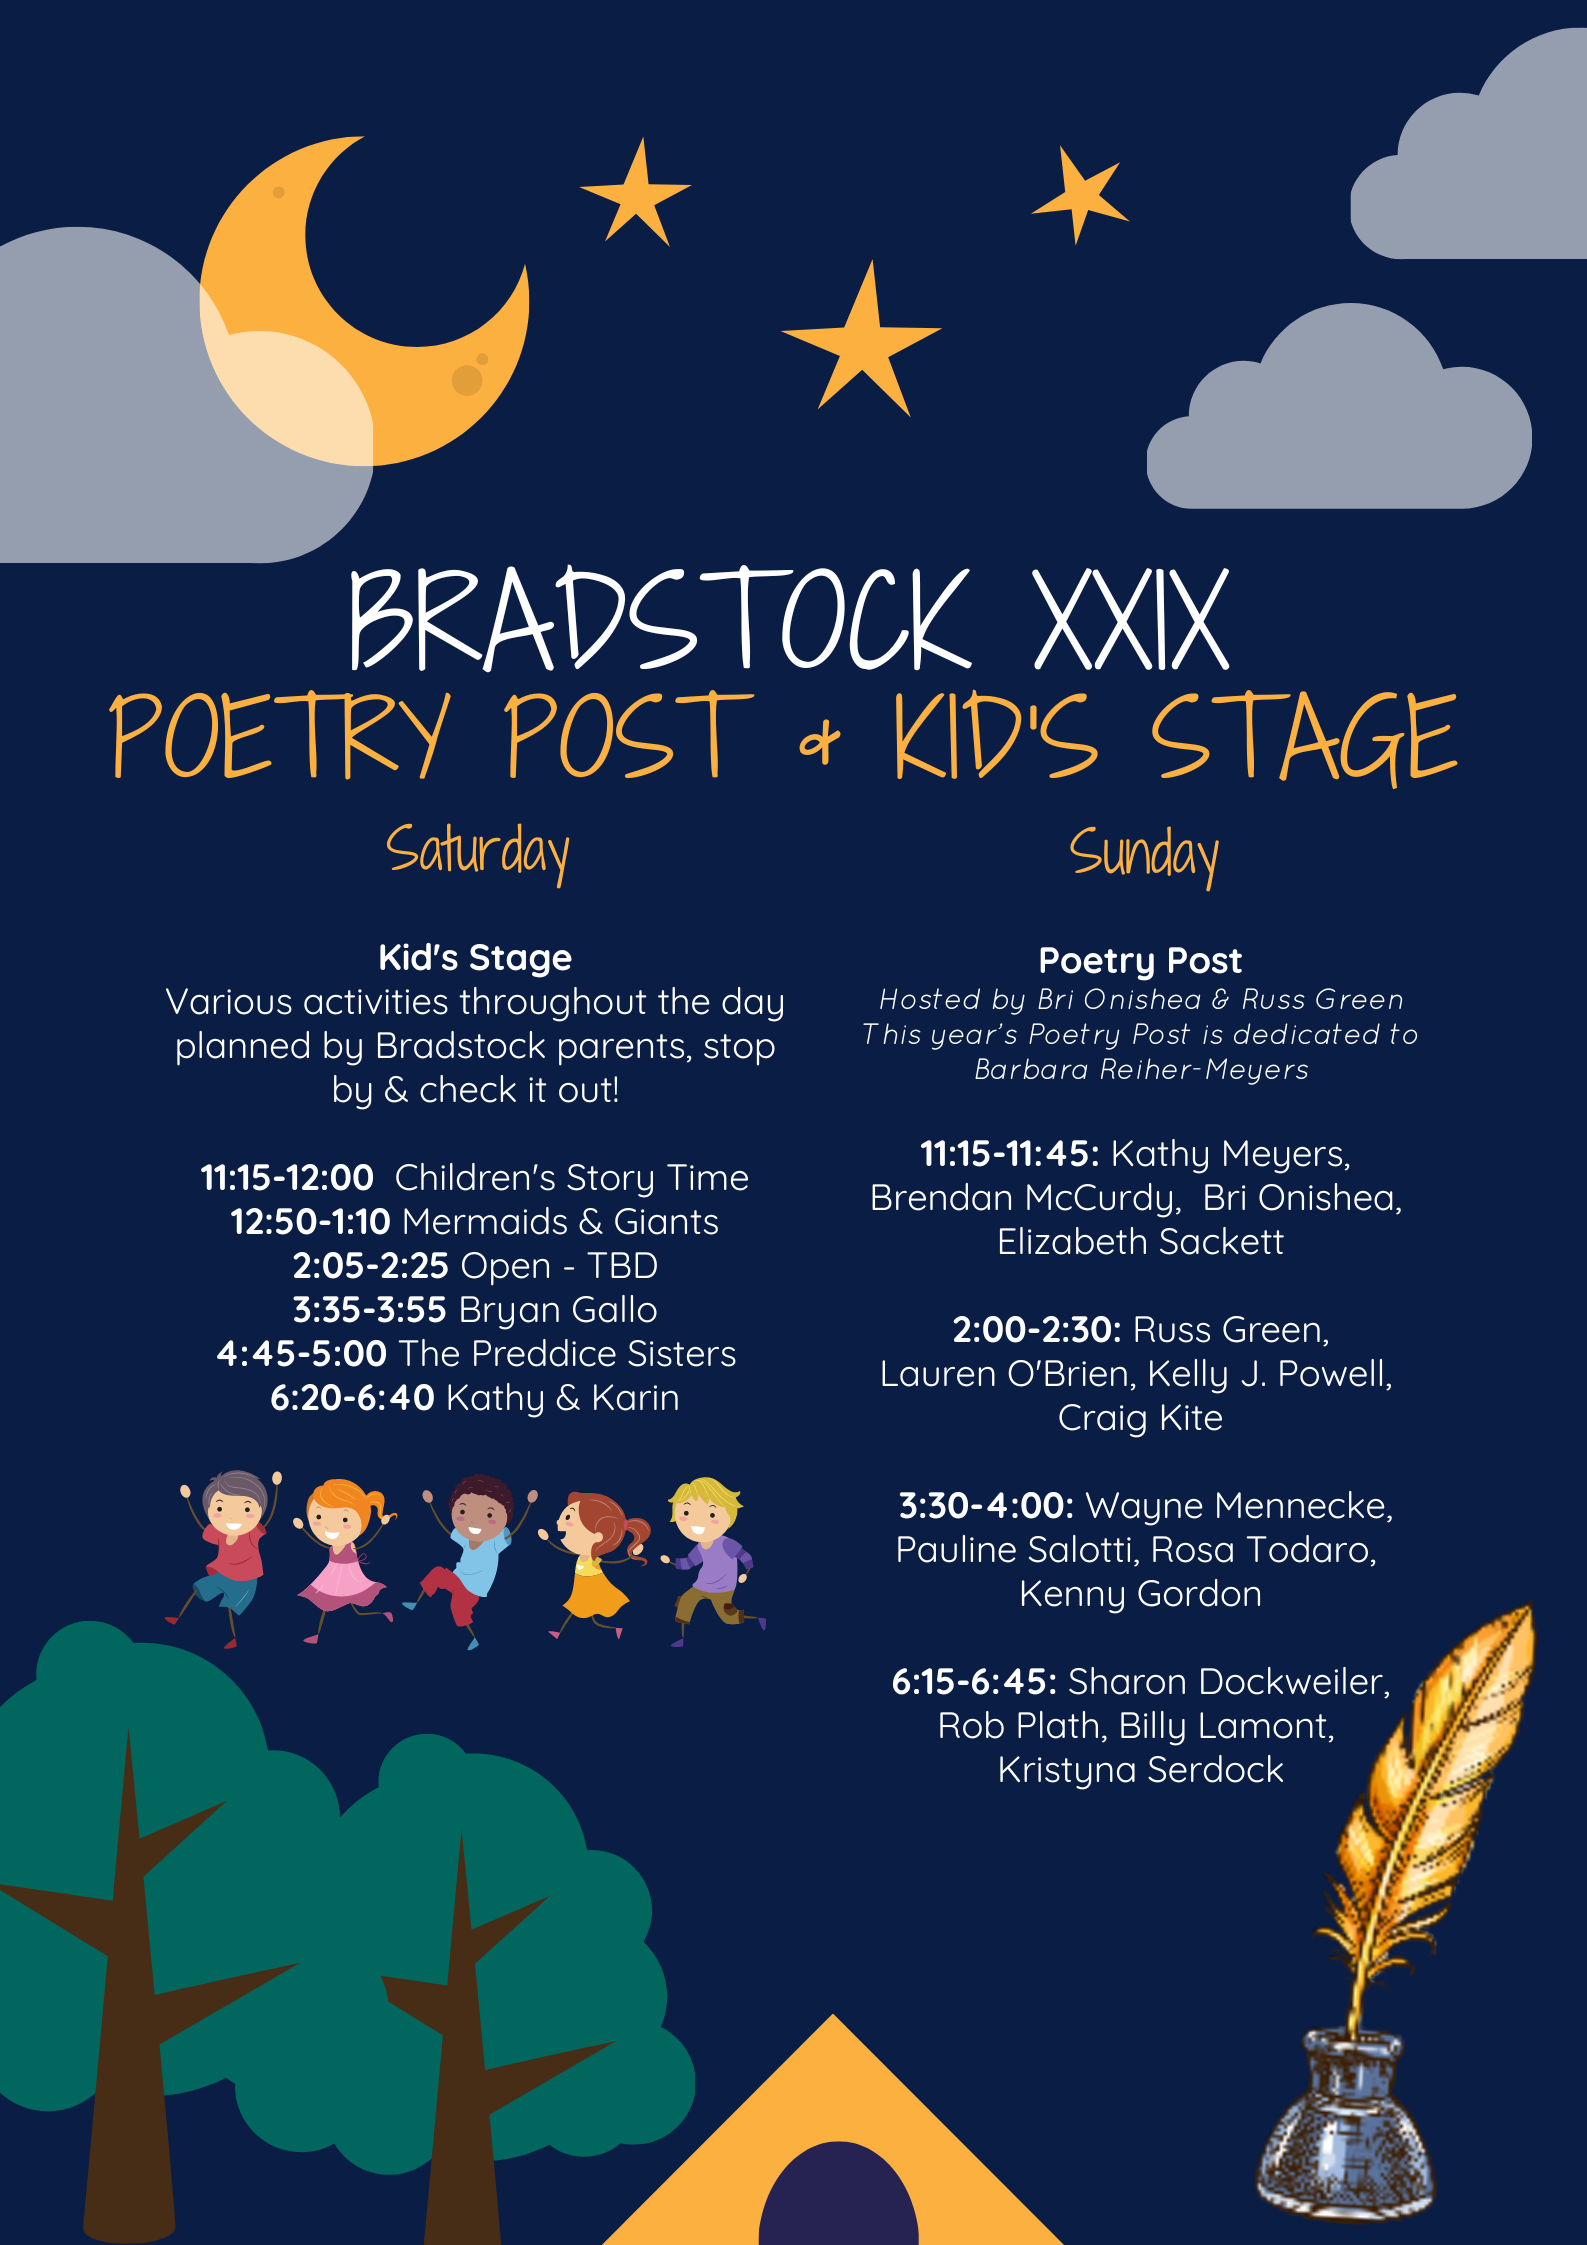 BRADSTOCK XXIX
POETRY POST & KID'S STAGE
Saturday
Kid's Stage
Various activities throughout the day
planned by Bradstock parents, stop
by & check it out!
11:15-12:00 Children's Story Time
12:50-1:10 Mermaids & Giants
2:05-2:25 Open - TBD
3:35-3:55 Bryan Gallo
4:45-5:00 The Preddice Sisters
6:20-6:40 Kathy & Karin
Sunday
Poetry Post
Hosted by Bri Onishea & Russ Green
This year's Poetry Post is dedicated to
Barbara Reiher-Meyers
11:15-11:45: Kathy Meyers,
Brendan McCurdy, Bri Onishea,
Elizabeth Sackett
2:00-2:30: Russ Green,
Lauren O'Brien, Kelly J. Powell,
Craig Kite
3:30-4:00: Wayne Mennecke,
Pauline Salotti, Rosa Todaro,
Kenny Gordon
6:15-6:45: Sharon Dockweiler,
Rob Plath, Billy Lamont,
Kristyna Serdock